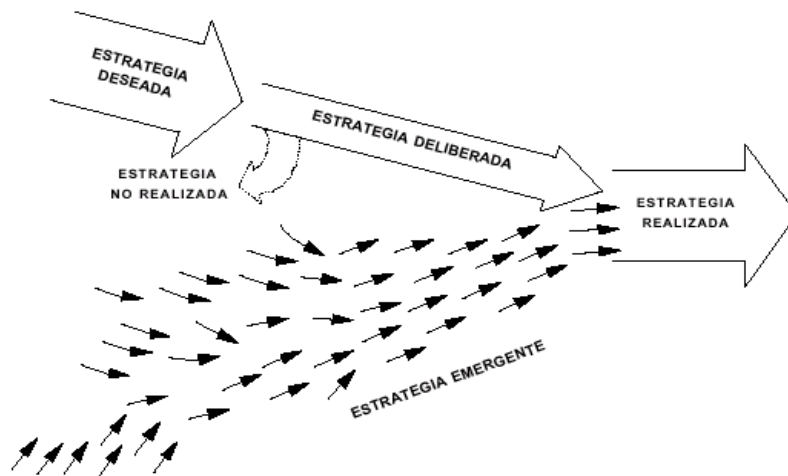 ESTRATEGIA
DESEADA
ESTRATEGIA DELIBERADA
ESTRATEGIA
NO REALIZADA
ESTRATEGIA
REALIZADA
ESTRATEGIA EMERGENTE